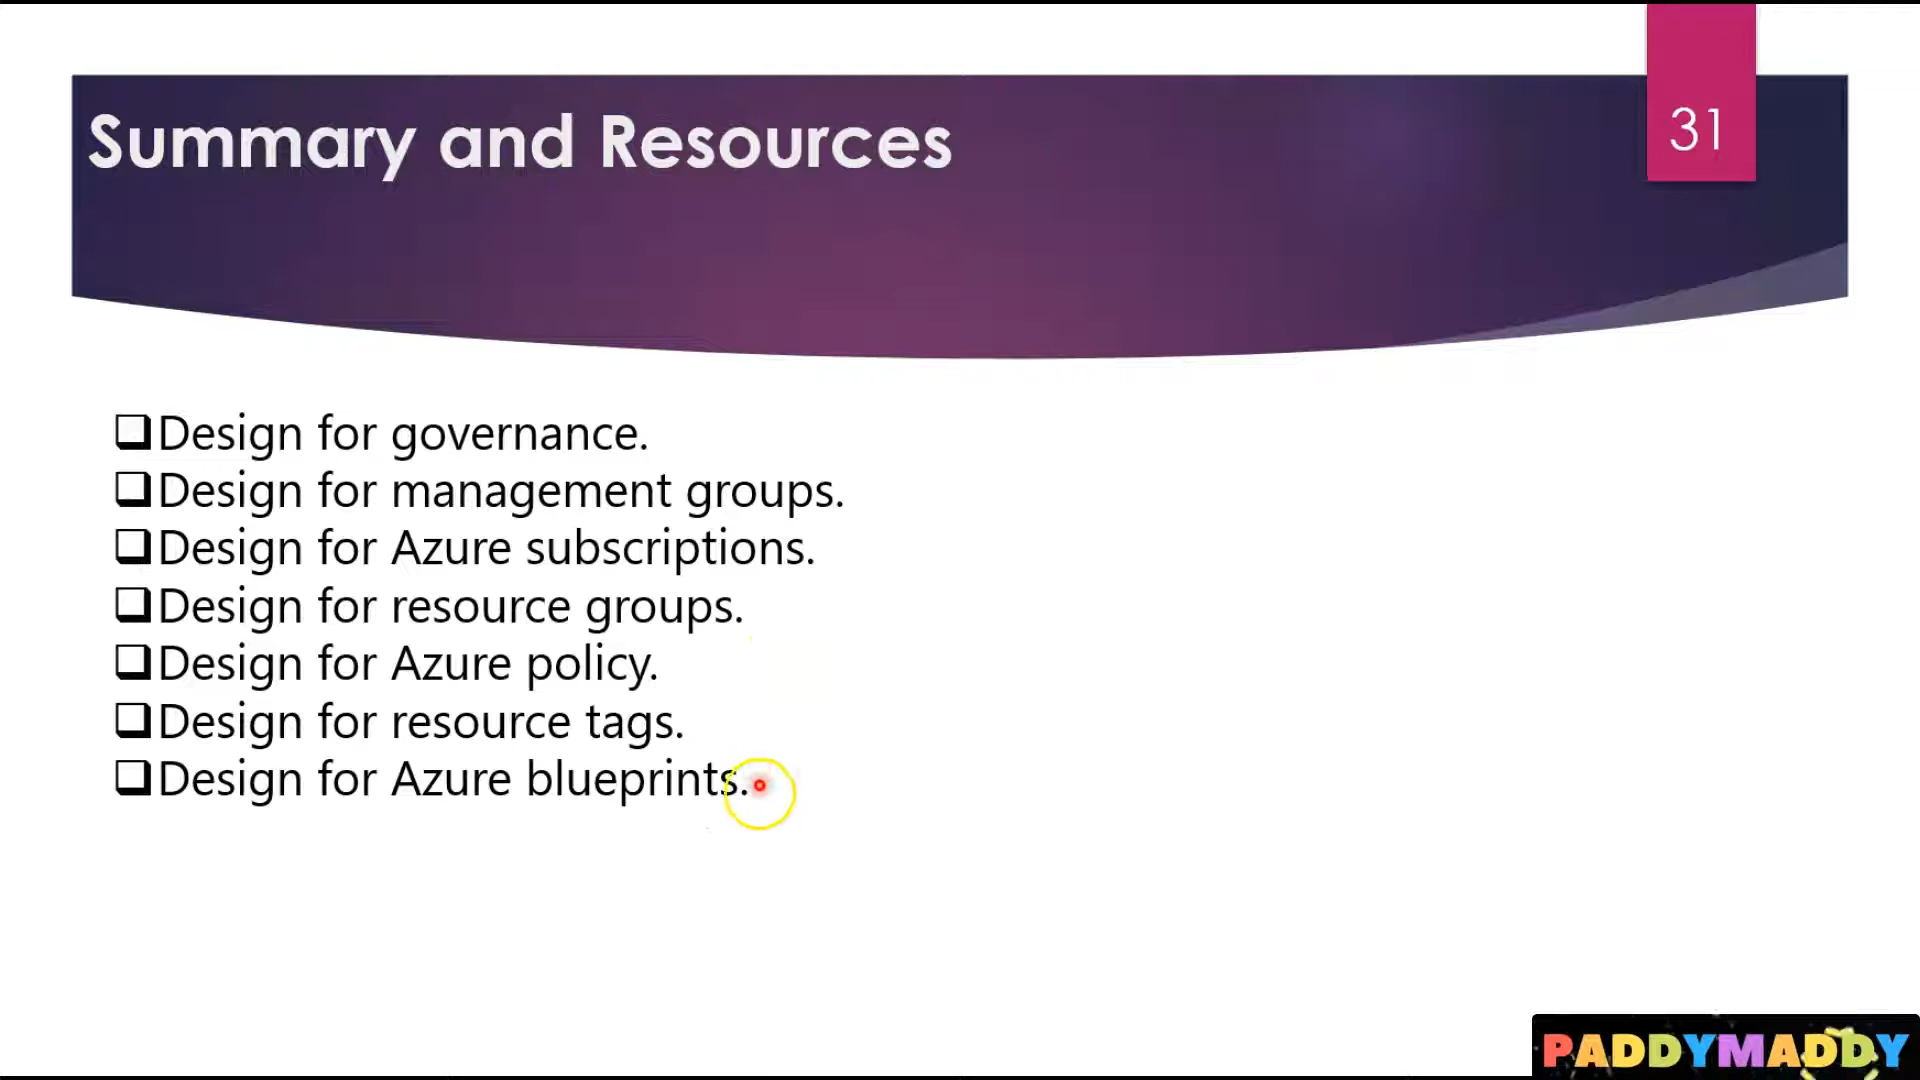 Summary and Resources
31
❑Design for governance.
❑Design for management groups.
❑Design for Azure subscriptions.
❑Design for resource groups.
❑Design for Azure policy.
❑Design for resource tags.
❑Design for Azure blueprints.
PADDYMADDY